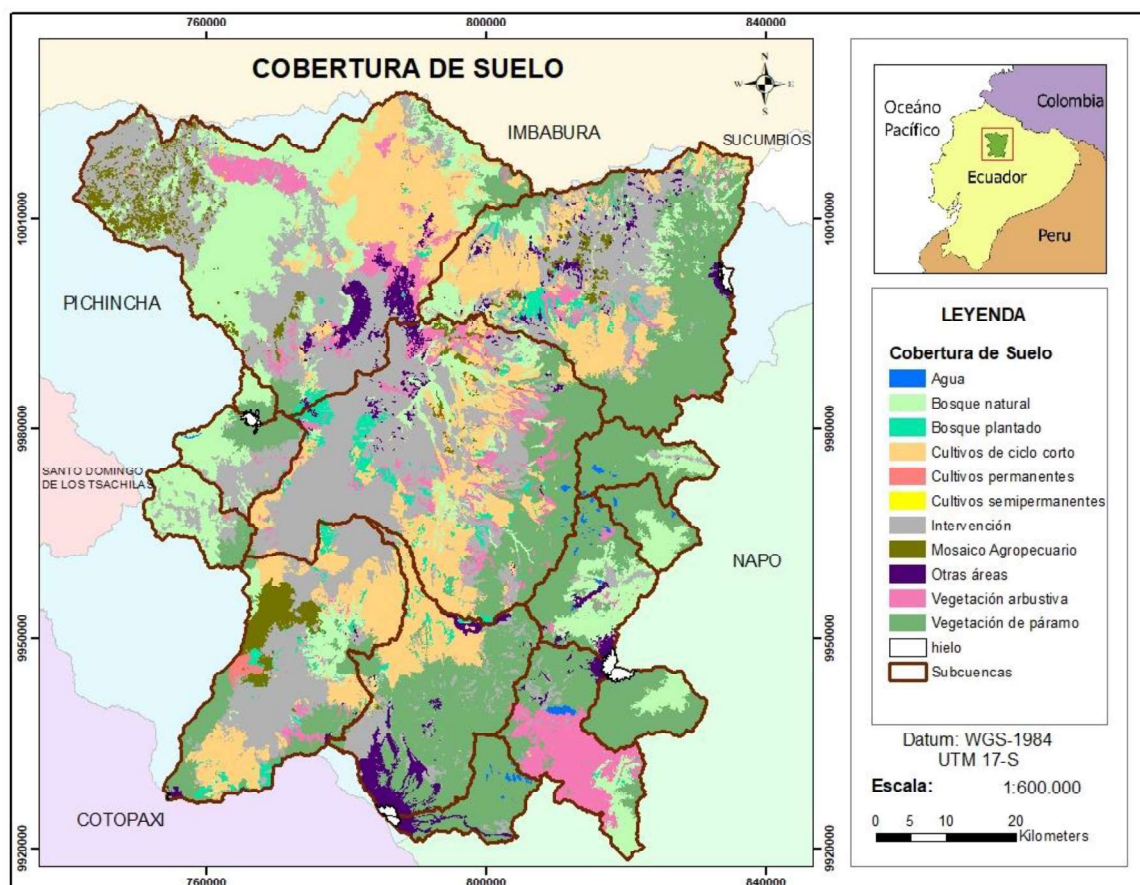 760000
800000
840000
COBERTURA DE SUELO
N
W
E
S
IMBABURA
SUCUMBIOS
PICHINCHA
SANTO DOMINGO
DE LOS TSACHILAS
NAPO
COTOPAXI
10010000
9980000
9950000
9920000
10010000
9980000
9950000
9920000
760000
800000
840000
Oceáno
Pacífico
Colombia
Ecuador
Peru
LEYENDA
Cobertura de Suelo
Agua
Bosque natural
Bosque plantado
Cultivos de ciclo corto
Cultivos permanentes
Cultivos semipermanentes
Intervención
Mosaico Agropecuario
Otras áreas
Vegetación arbustiva
Vegetación de páramo
hielo
Subcuencas
Datum: WGS-1984
UTM 17-S
Escala: 1:600.000
0 5 10 20
Kilometers